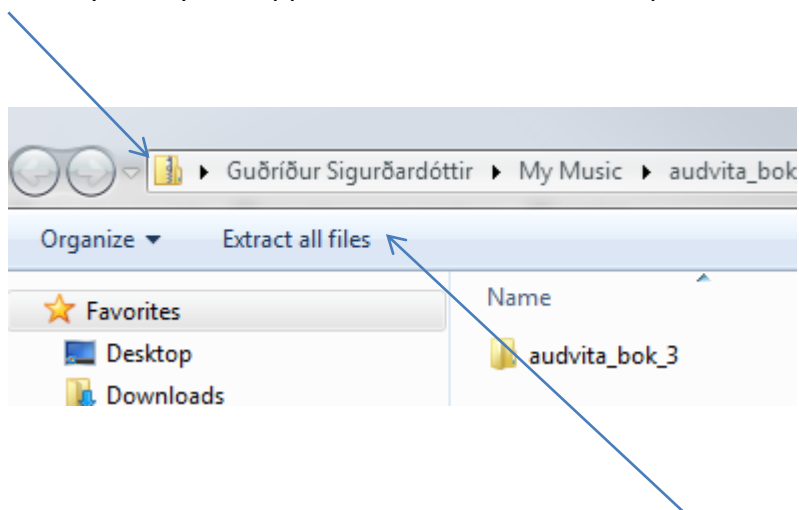 Guðríður Sigurðardóttir My Music audvita_bok
Organize Extract all files
Favorites
Name
Desktop
audvita_bok_3
Downloads